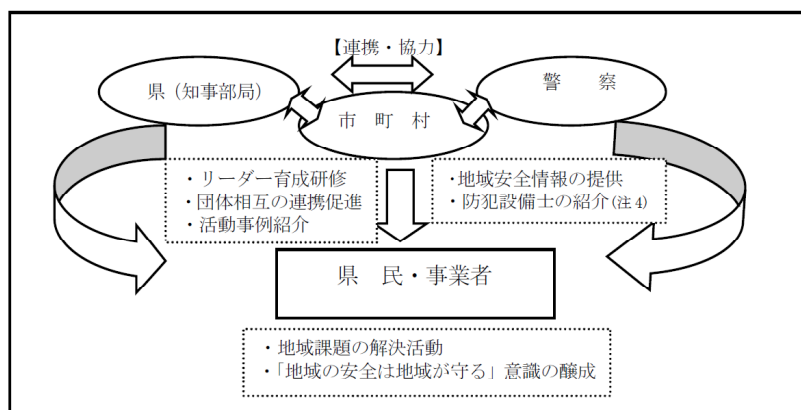 【連携・協力】
県（知事部局）
警　察
市　町　村
・リーダー育成研修
・団体相互の連携促進
・活動事例紹介
・地域安全情報の提供
・防犯設備士の紹介(注4)
県　民・事業者
・地域課題の解決活動
・「地域の安全は地域が守る」意識の醸成